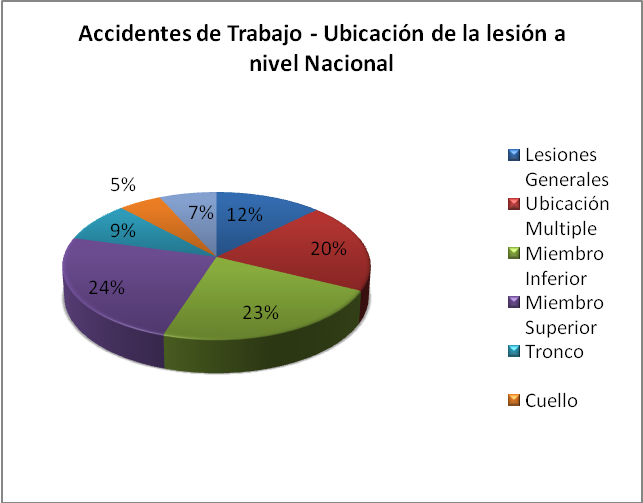 Accidentes de Trabajo - Ubicación de la lesión a
nivel Nacional
5%
7%
12%
9%
20%
24%
23%
Lesiones
Generales
Ubicación
Multiple
Miembro
Inferior
Miembro
Superior
Tronco
Cuello